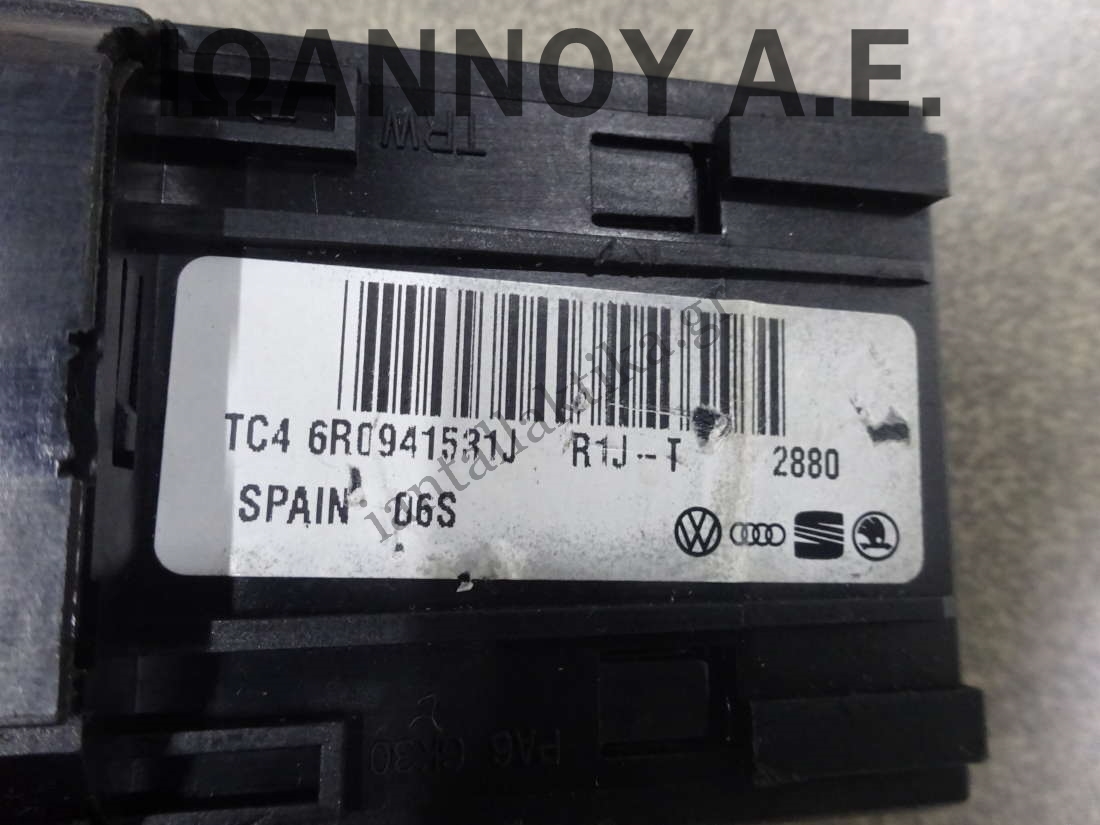 ΙΩΑΝΝΟΥ Α.Ε.
TRW
TC4 6R0941531J R1J--T 2880
SPAIN 06S
iantallaktika.gr
PA6 GK30